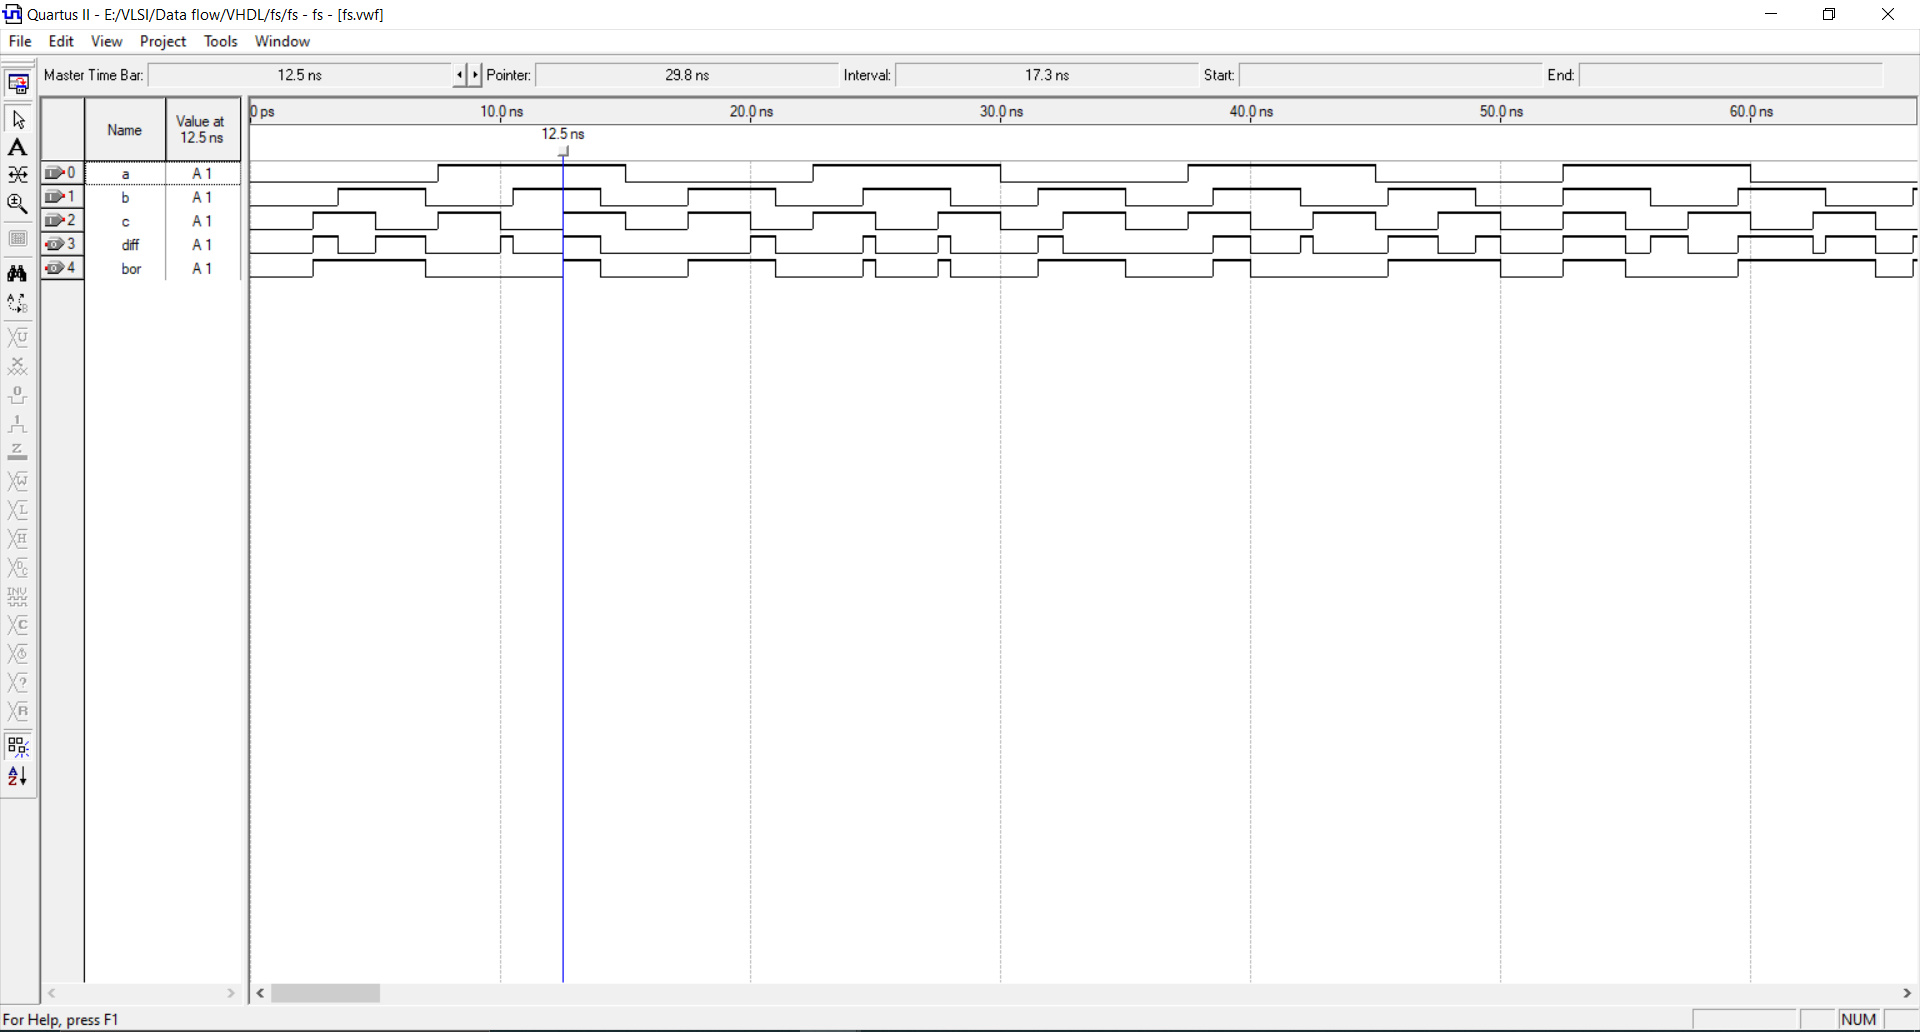 Quartus II - E:/VLSI/Data flow/VHDL/fs/fs - fs - [fs.vwf]
File Edit View Project Tools Window
Master Time Bar: 12.5 ns Pointer: 29.8 ns Interval: 17.3 ns Start: End:
Name Value at 12.5 ns
0 ps 10.0 ns 20.0 ns 30.0 ns 40.0 ns 50.0 ns 60.0 ns
12.5 ns
0 a A 1
1 b A 1
2 c A 1
3 diff A 1
4 bor A 1
For Help, press F1 NUM